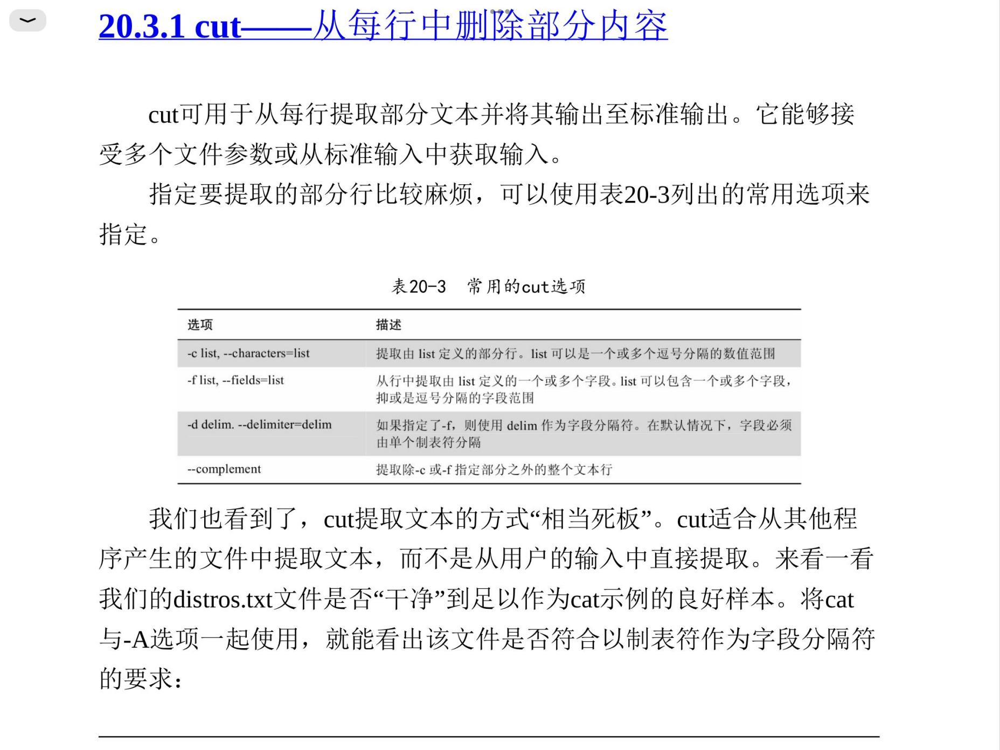 20.3.1 cut——从每行中删除部分内容
cut可用于从每行提取部分文本并将其输出至标准输出。它能够接
受多个文件参数或从标准输入中获取输入。
指定要提取的部分行比较麻烦，可以使用表20-3列出的常用选项来
指定。
表20-3 常用的cut选项
选项 描述
-c list, --characters=list 提取由 list 定义的部分行。list 可以是一个或多个逗号分隔的数值范围
-f list, --fields=list 从行中提取由 list 定义的一个或多个字段。list 可以包含一个或多个字段，
抑或是逗号分隔的字段范围
-d delim. --delimiter=delim 如果指定了-f，则使用 delim 作为字段分隔符。在默认情况下，字段必须
由单个制表符分隔
--complement 提取除-c 或-f 指定部分之外的整个文本行
我们也看到了，cut提取文本的方式“相当死板”。cut适合从其他程
序产生的文件中提取文本，而不是从用户的输入中直接提取。来看一看
我们的distros.txt文件是否“干净”到足以作为cat示例的良好样本。将cat
与-A选项一起使用，就能看出该文件是否符合以制表符作为字段分隔符
的要求：